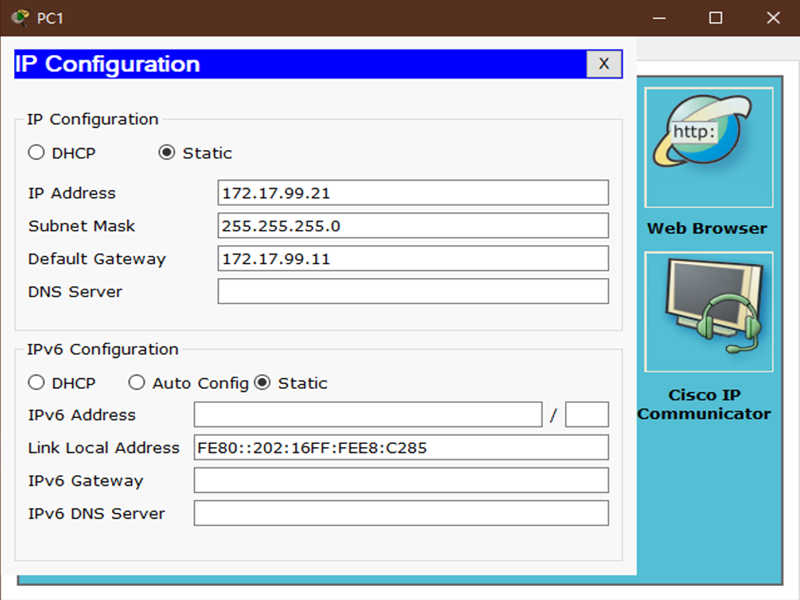 PC1
IP Configuration X
IP Configuration
DHCP Static
IP Address 172.17.99.21
Subnet Mask 255.255.255.0
Default Gateway 172.17.99.11
DNS Server
IPv6 Configuration
DHCP Auto Config Static
IPv6 Address /
Link Local Address FE80::202:16FF:FEE8:C285
IPv6 Gateway
IPv6 DNS Server
http:
Web Browser
Cisco IP
Communicator